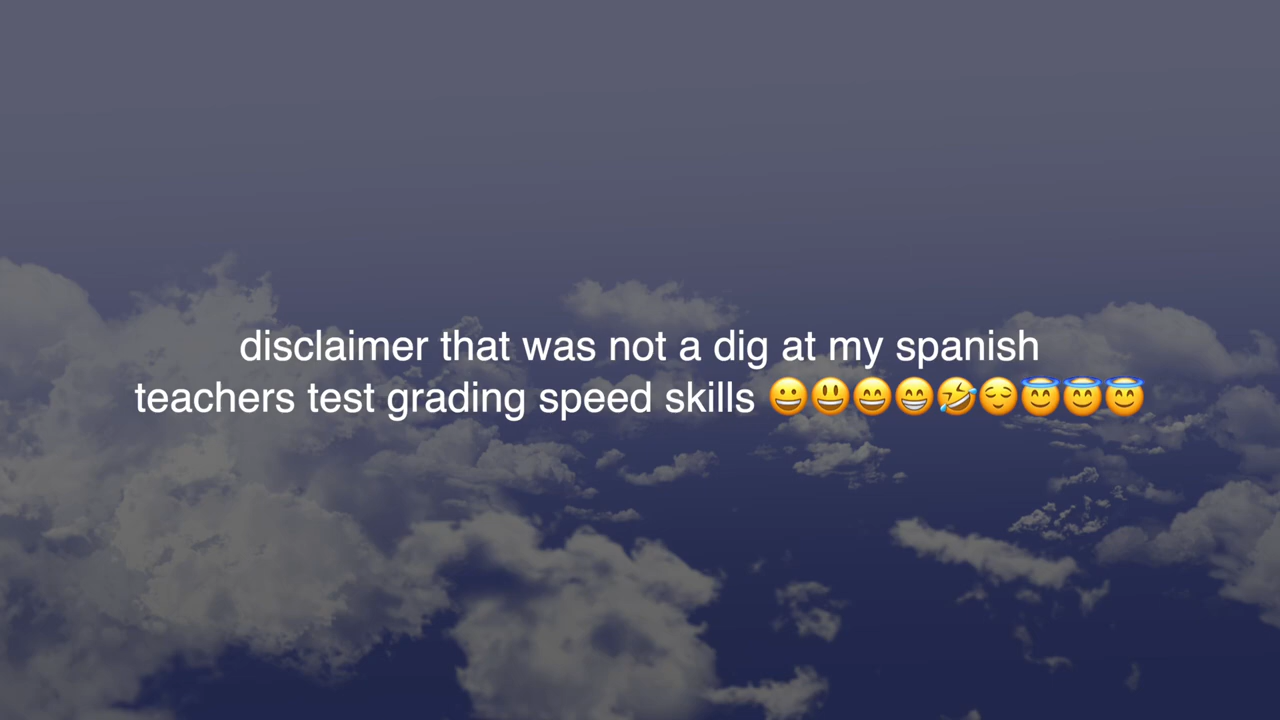 disclaimer that was not a dig at my spanish
teachers test grading speed skills 😀😃😄😁🤣😌😇😇😇